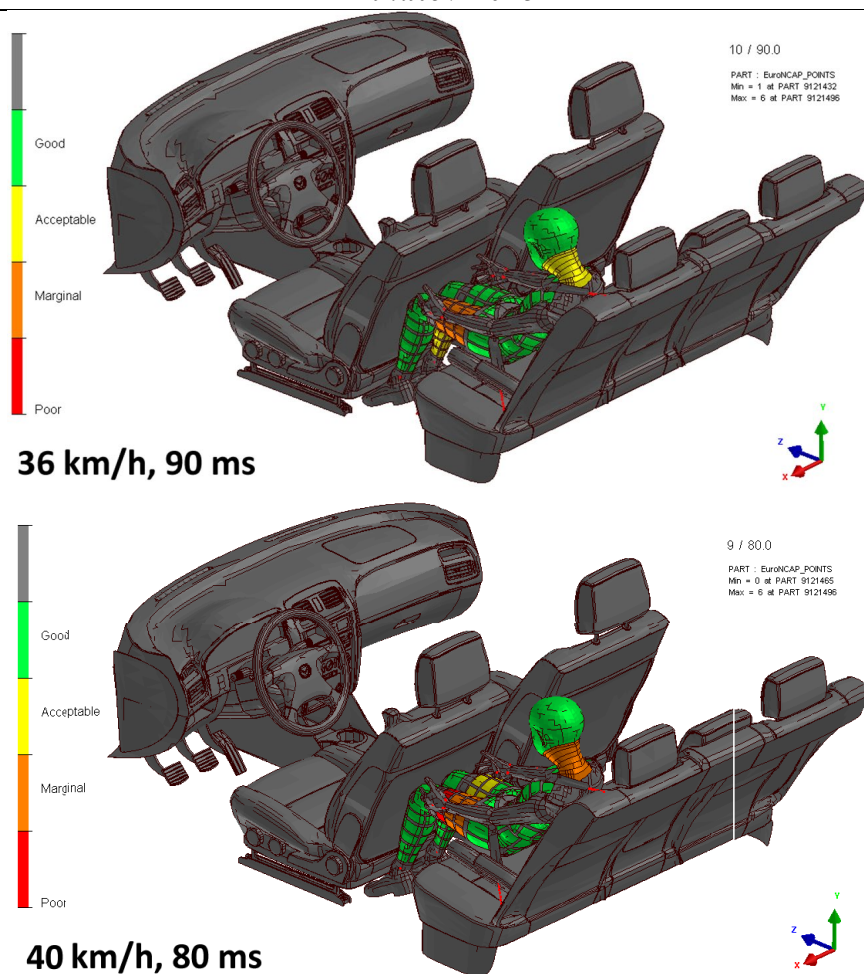 10 / 90.0
PART : EuroNCAP_POINTS
Min = 1 at PART 9121432
Max = 6 at PART 9121496
Good
Acceptable
Marginal
Poor
Y
Z
X
36 km/h, 90 ms
9 / 80.0
PART : EuroNCAP_POINTS
Min = 0 at PART 9121465
Max = 6 at PART 9121496
Good
Acceptable
Marginal
Poor
Y
Z
X
40 km/h, 80 ms